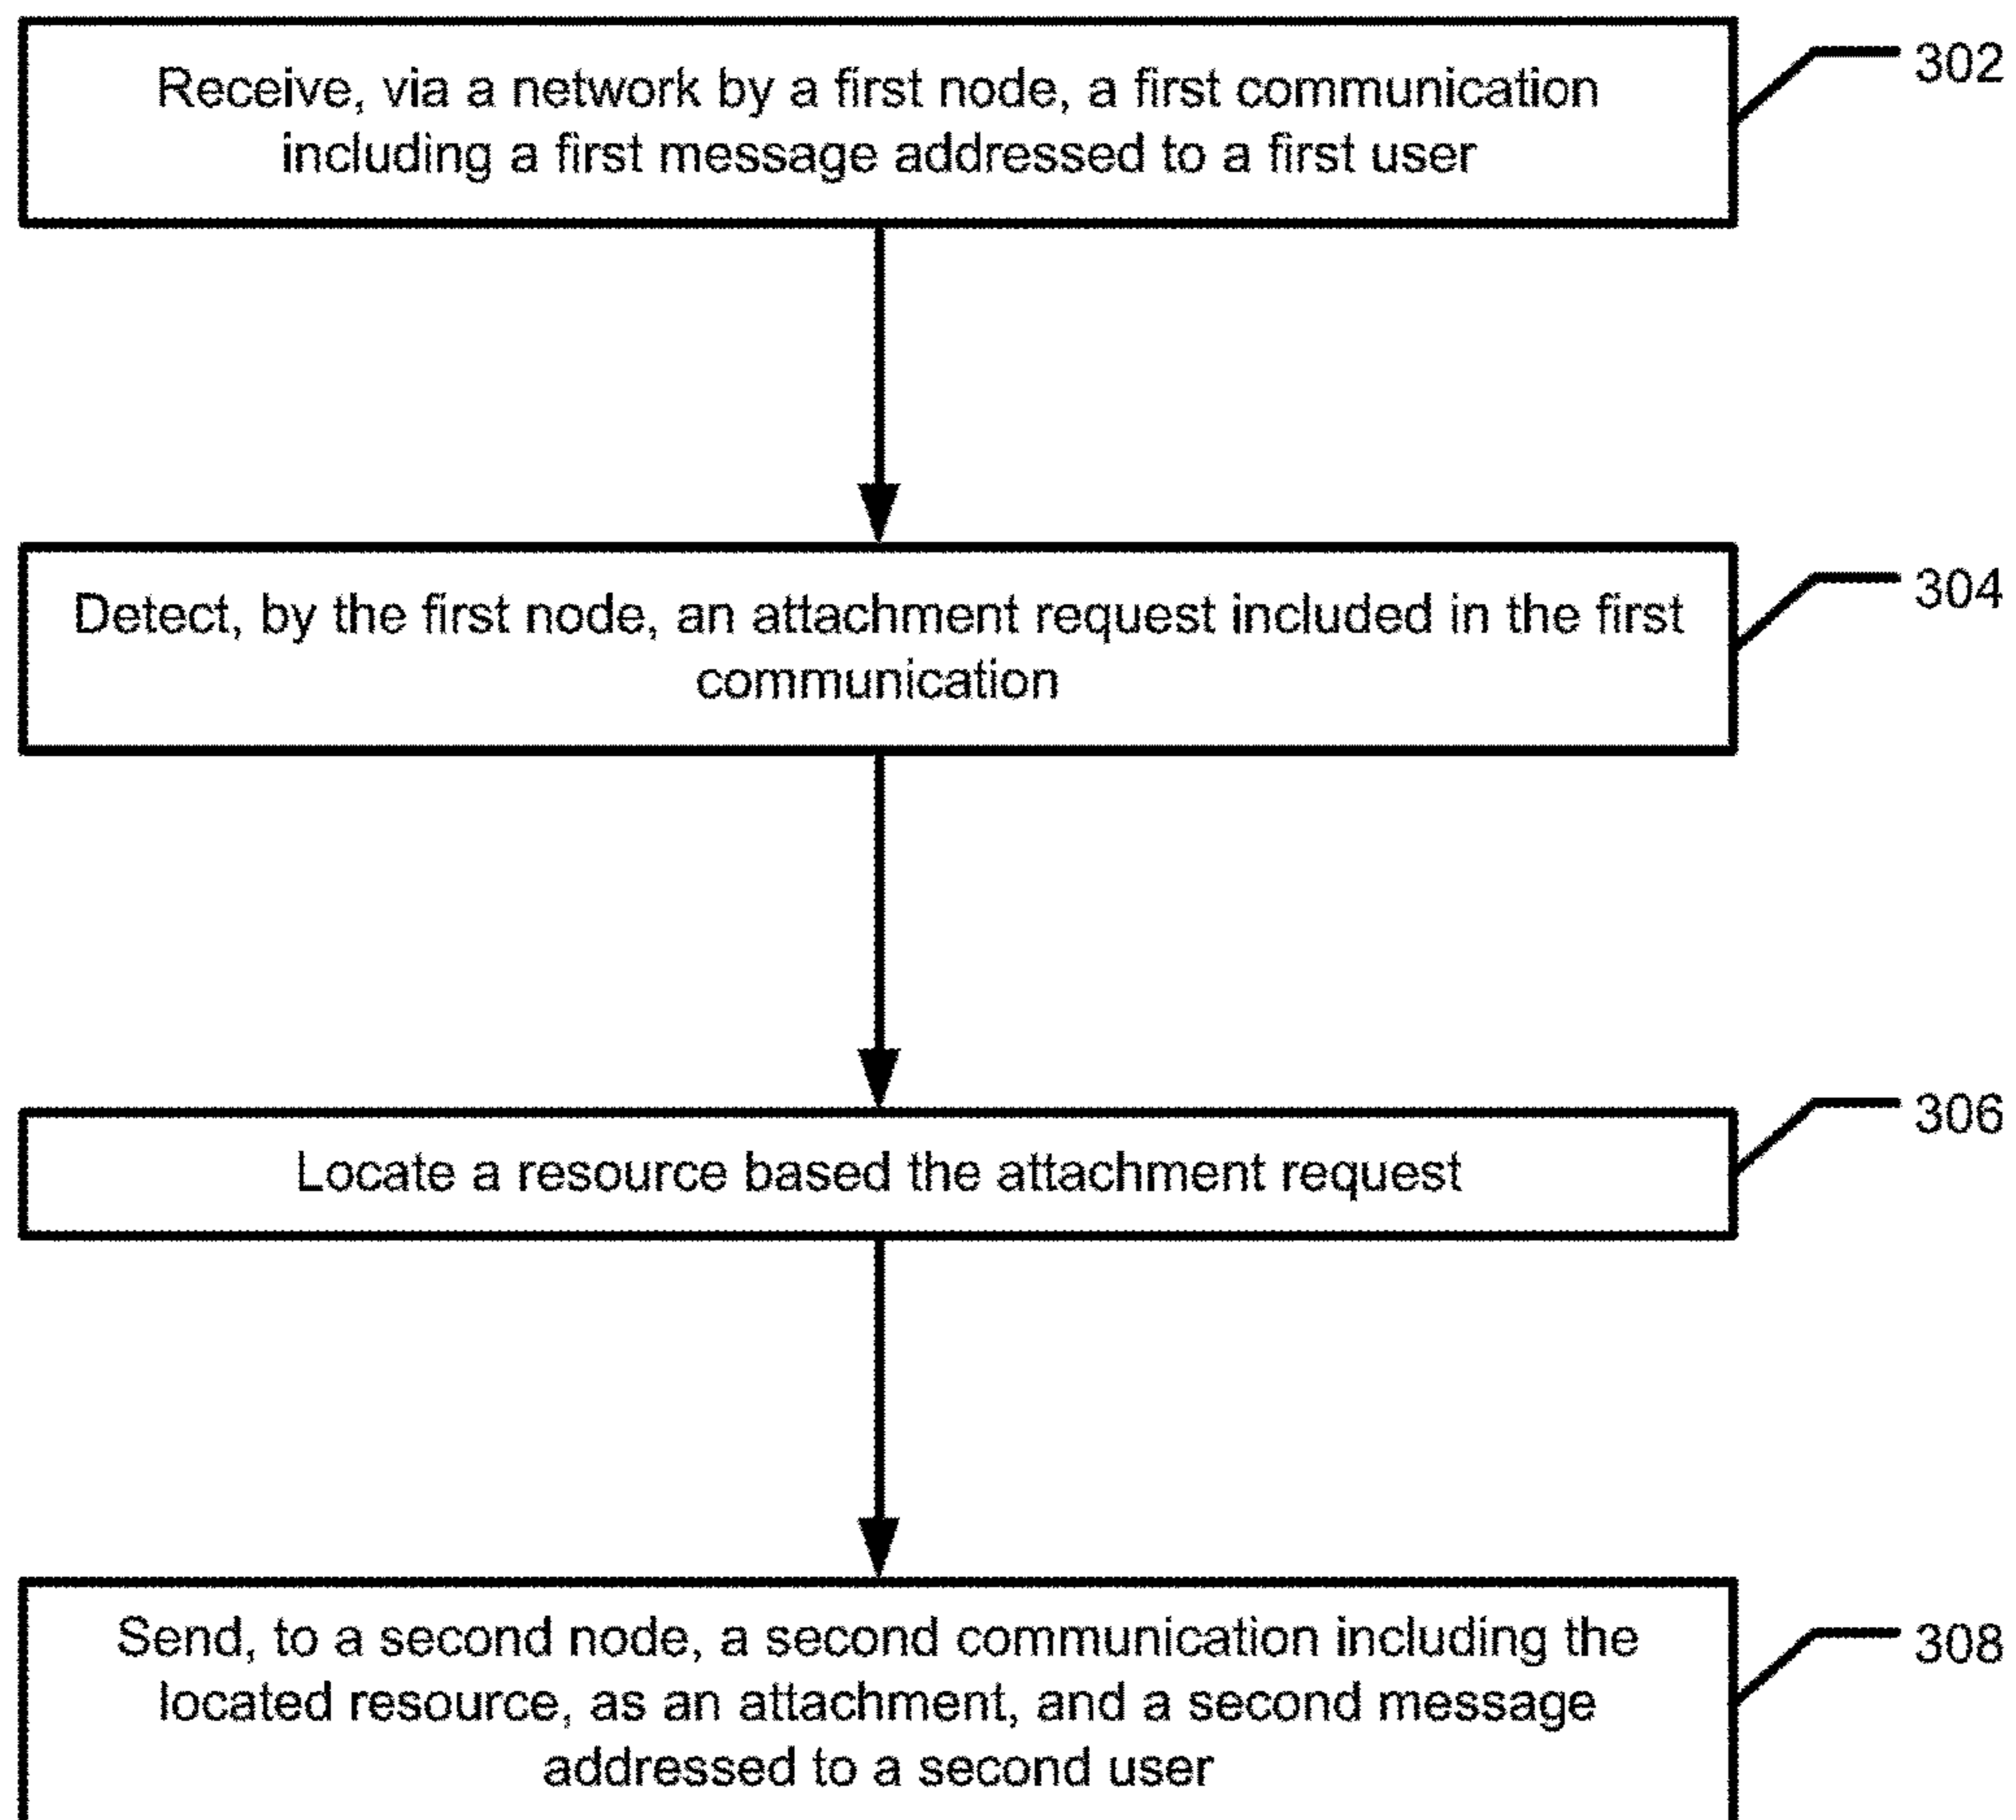 Receive, via a network by a first node, a first communication
including a first message addressed to a first user
302
Detect, by the first node, an attachment request included in the first
communication
304
Locate a resource based the attachment request
306
Send, to a second node, a second communication including the
located resource, as an attachment, and a second message
addressed to a second user
308